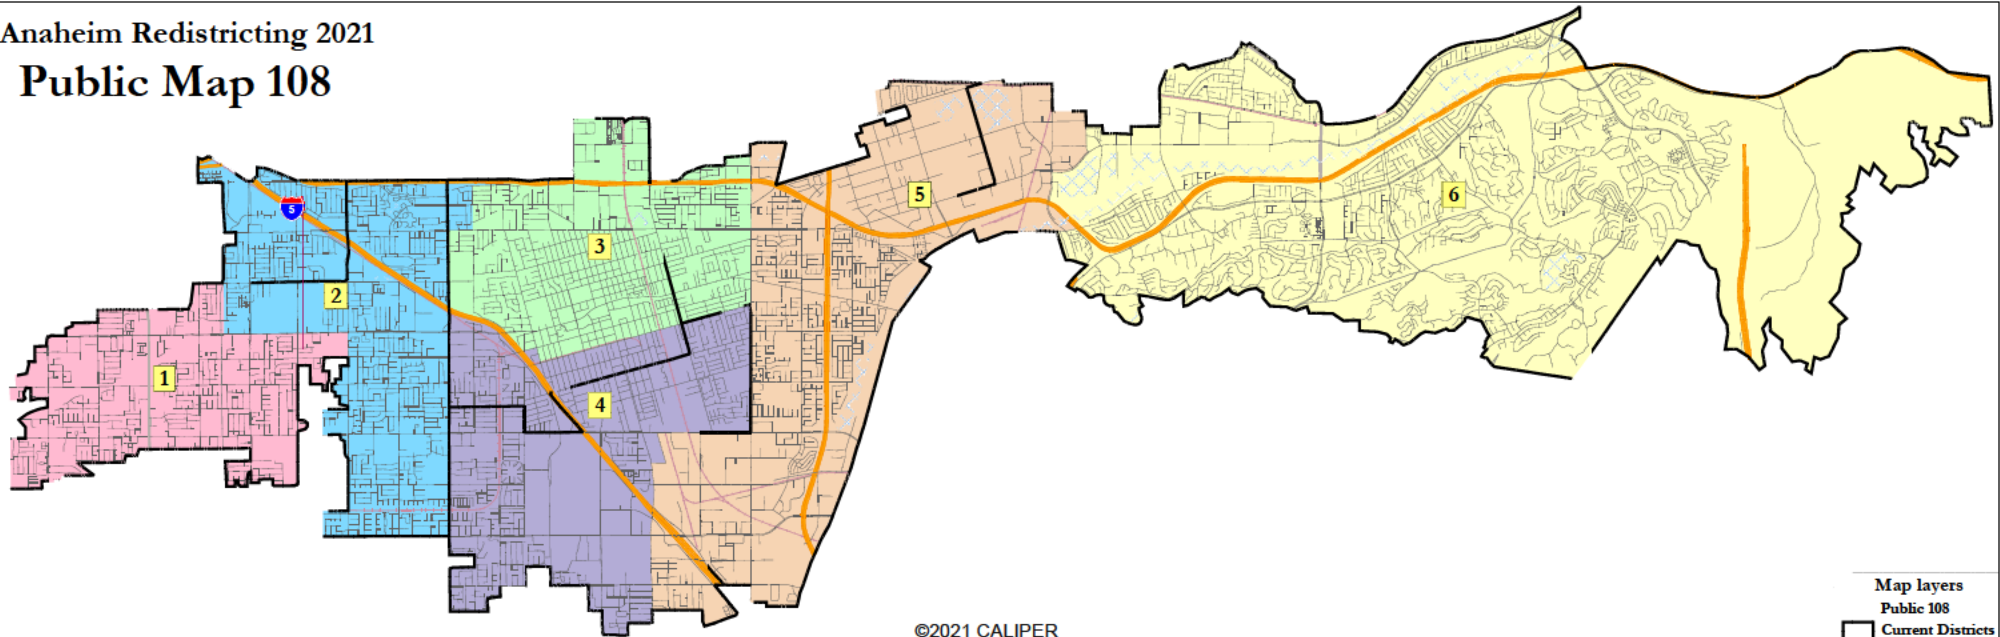 Anaheim Redistricting 2021
Public Map 108
5
1
2
3
4
5
6
©2021 CALIPER
Map layers
Public 108
Current Districts